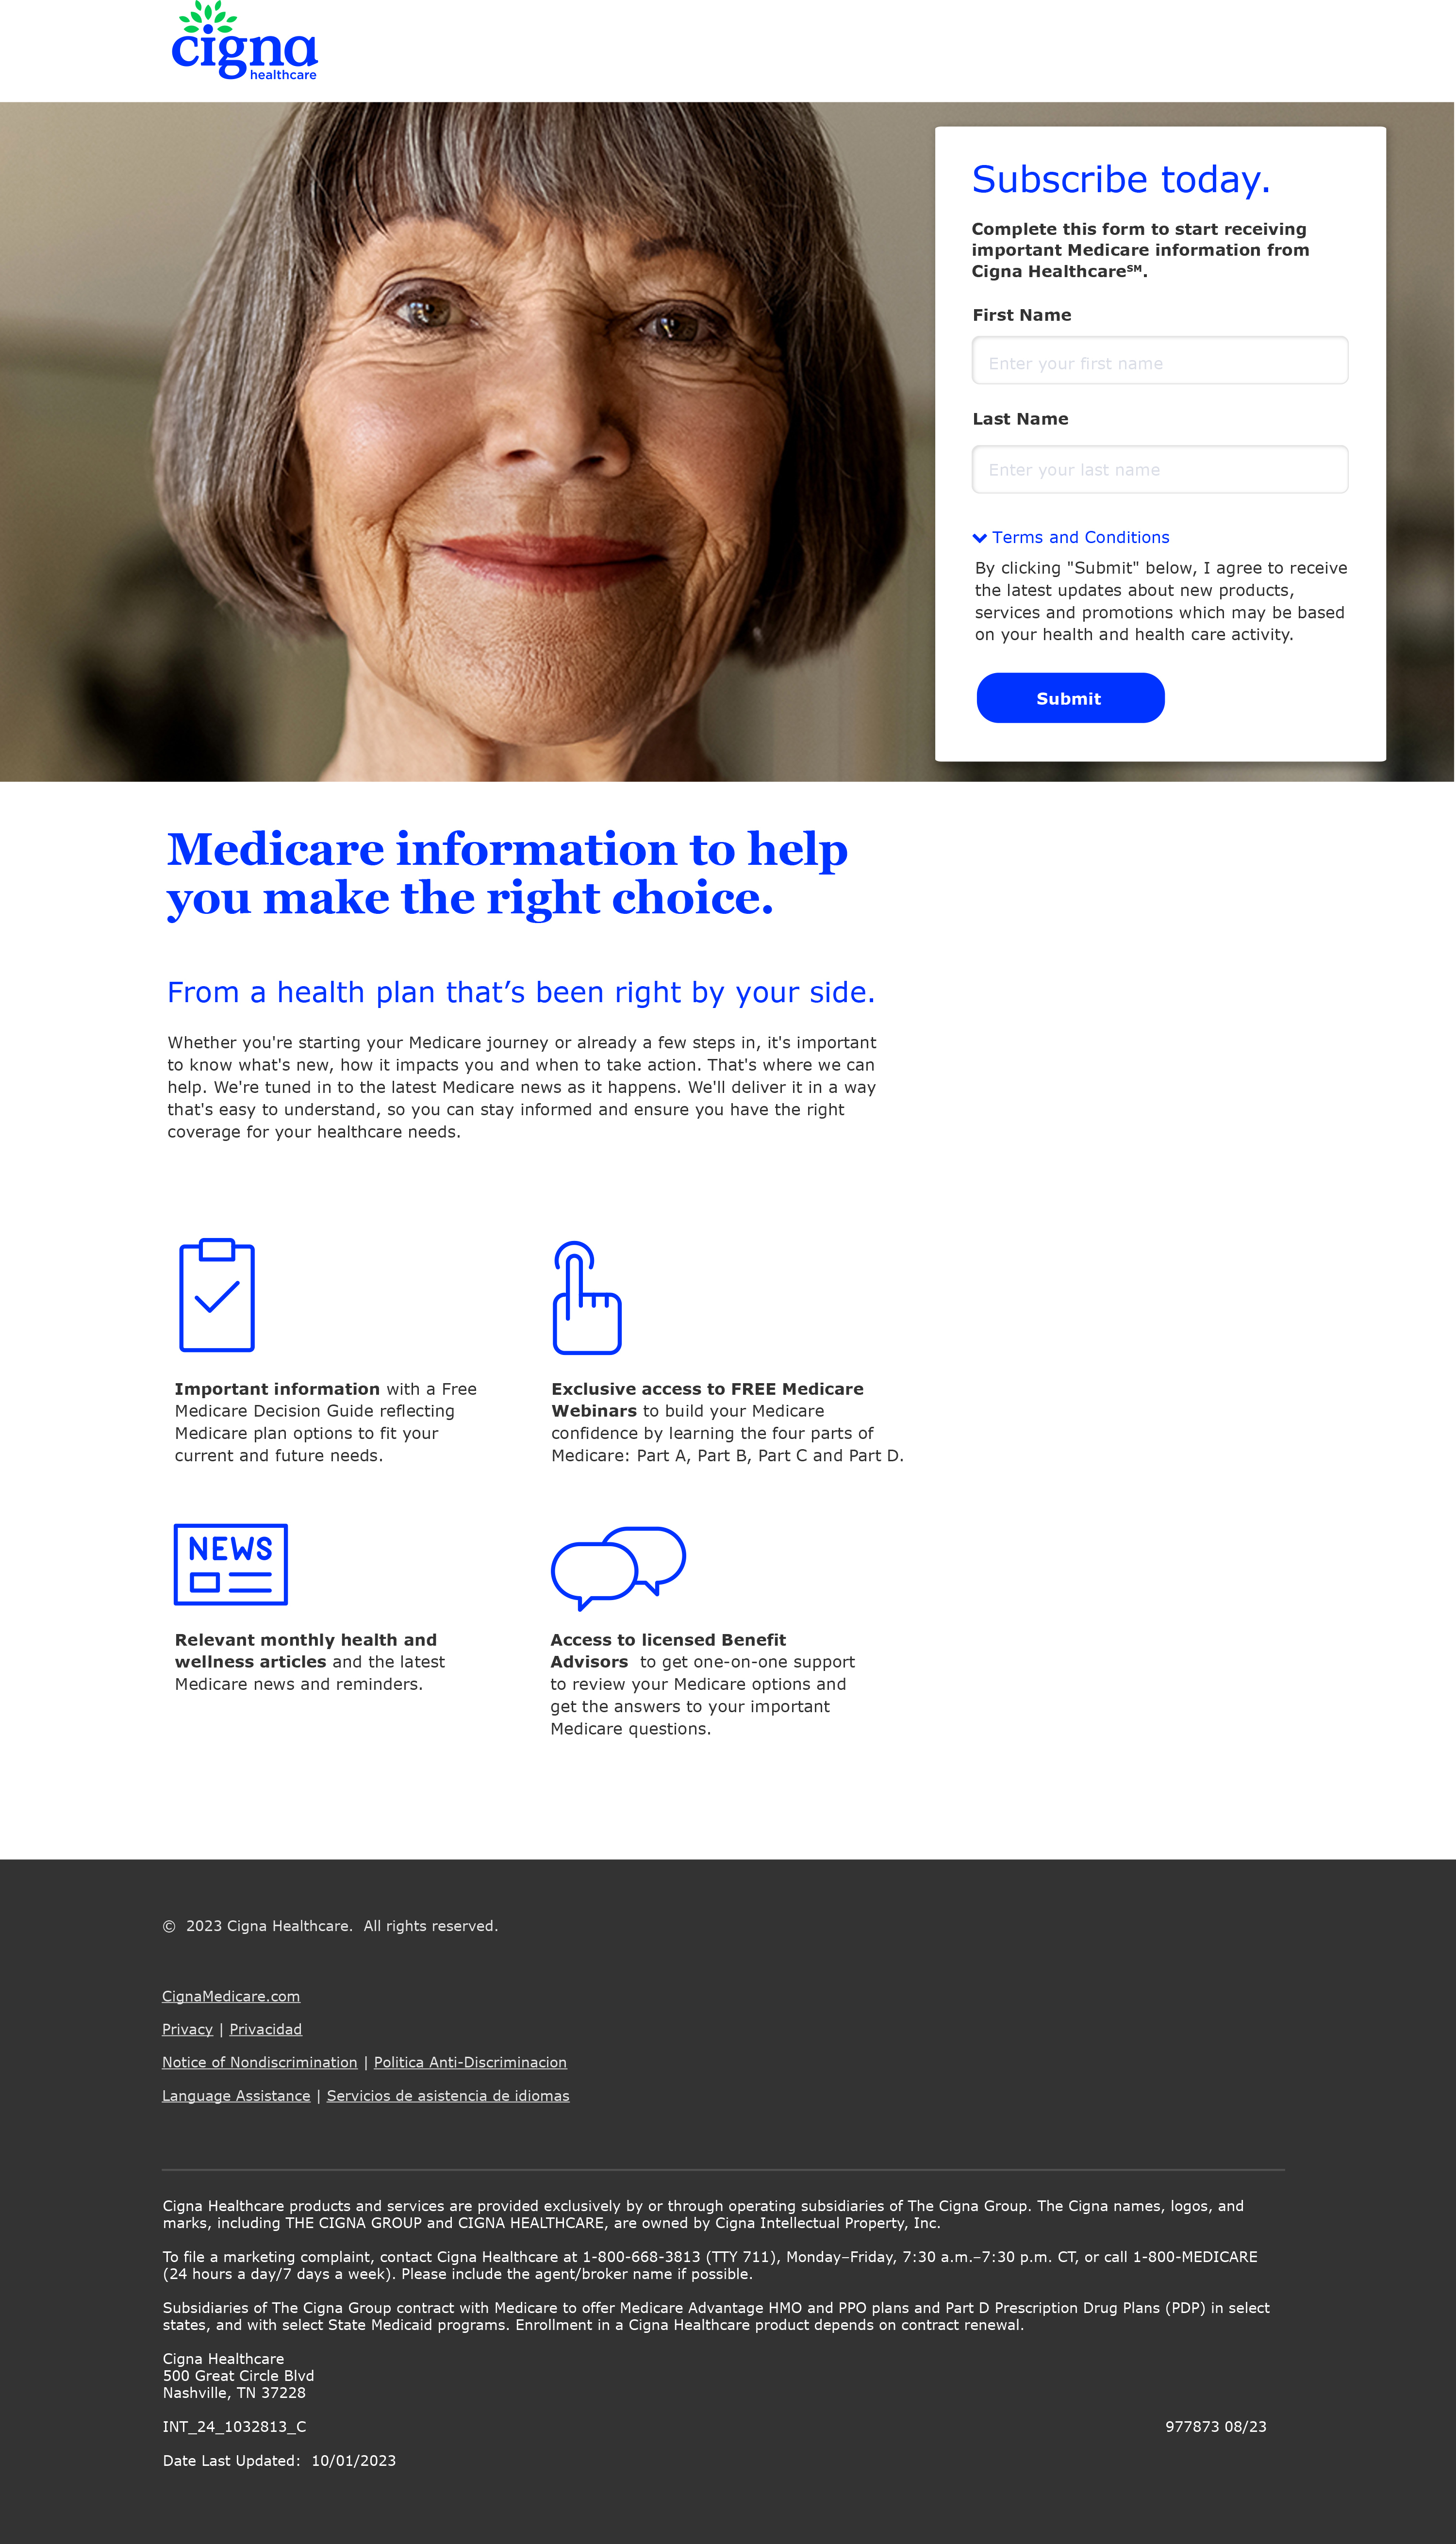 cigna
healthcare
Subscribe today.
Complete this form to start receiving
important Medicare information from
Cigna Healthcare℠.
First Name
Enter your first name
Last Name
Enter your last name
Terms and Conditions
By clicking "Submit" below, I agree to receive
the latest updates about new products,
services and promotions which may be based
on your health and health care activity.
Submit
Medicare information to help
you make the right choice.
From a health plan that’s been right by your side.
Whether you're starting your Medicare journey or already a few steps in, it's important
to know what's new, how it impacts you and when to take action. That's where we can
help. We're tuned in to the latest Medicare news as it happens. We'll deliver it in a way
that's easy to understand, so you can stay informed and ensure you have the right
coverage for your healthcare needs.
Important information with a Free
Medicare Decision Guide reflecting
Medicare plan options to fit your
current and future needs.
Exclusive access to FREE Medicare
Webinars to build your Medicare
confidence by learning the four parts of
Medicare: Part A, Part B, Part C and Part D.
NEWS
Relevant monthly health and
wellness articles and the latest
Medicare news and reminders.
Access to licensed Benefit
Advisors  to get one-on-one support
to review your Medicare options and
get the answers to your important
Medicare questions.
©  2023 Cigna Healthcare.  All rights reserved.
CignaMedicare.com
Privacy | Privacidad
Notice of Nondiscrimination | Politica Anti-Discriminacion
Language Assistance | Servicios de asistencia de idiomas
Cigna Healthcare products and services are provided exclusively by or through operating subsidiaries of The Cigna Group. The Cigna names, logos, and
marks, including THE CIGNA GROUP and CIGNA HEALTHCARE, are owned by Cigna Intellectual Property, Inc.
To file a marketing complaint, contact Cigna Healthcare at 1-800-668-3813 (TTY 711), Monday–Friday, 7:30 a.m.–7:30 p.m. CT, or call 1-800-MEDICARE
(24 hours a day/7 days a week). Please include the agent/broker name if possible.
Subsidiaries of The Cigna Group contract with Medicare to offer Medicare Advantage HMO and PPO plans and Part D Prescription Drug Plans (PDP) in select
states, and with select State Medicaid programs. Enrollment in a Cigna Healthcare product depends on contract renewal.
Cigna Healthcare
500 Great Circle Blvd
Nashville, TN 37228
INT_24_1032813_C
977873 08/23
Date Last Updated:  10/01/2023